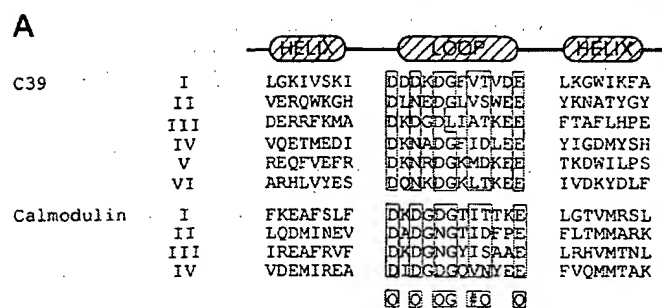 A
HELIX LOOP HELIX
C39 I LGKIVSKI DDDKDGFVTVDE LKGWIKFA
II VERQWKGH DLNEDGLVSWEE YKNATYGY
III DERRFKMA DKDGDLIATKEE FTAFLHPE
IV VQETMEDI DKNADGFIDLEE YIGDMYSH
V REQFVEFR DKNRDGKMDKEE TKDWILPS
VI ARHLVYES DQNKDGKLTKEE IVDKYDLF
Calmodulin I FKEAFSLF DKDGDGTITTKE LGTVMRSL
II LQDMINEV DADGNGTIDFPE FLTMMARK
III IREAFRVF DKDGNGYISAAE LRHVMTNL
IV VDEMIREA DIDGDGQVNYEE FVQMMTAK
O O OG #O O